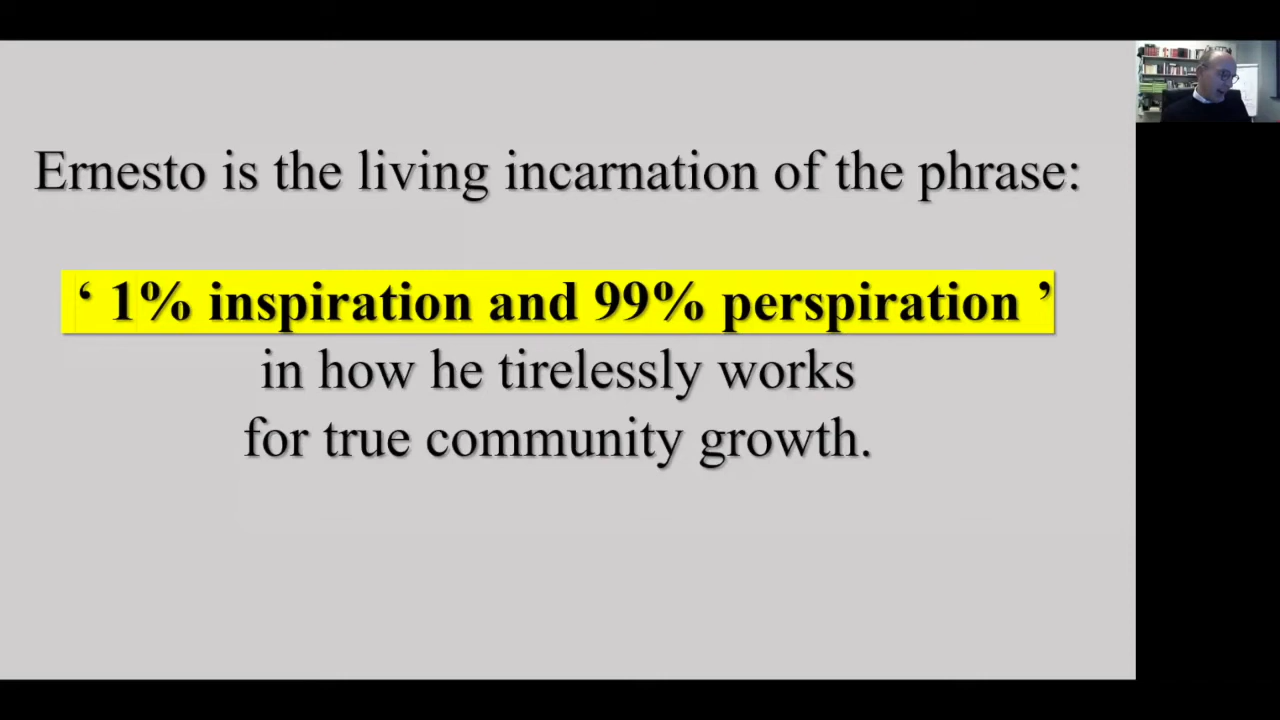 Ernesto is the living incarnation of the phrase:
‘ 1% inspiration and 99% perspiration ’
in how he tirelessly works
for true community growth.